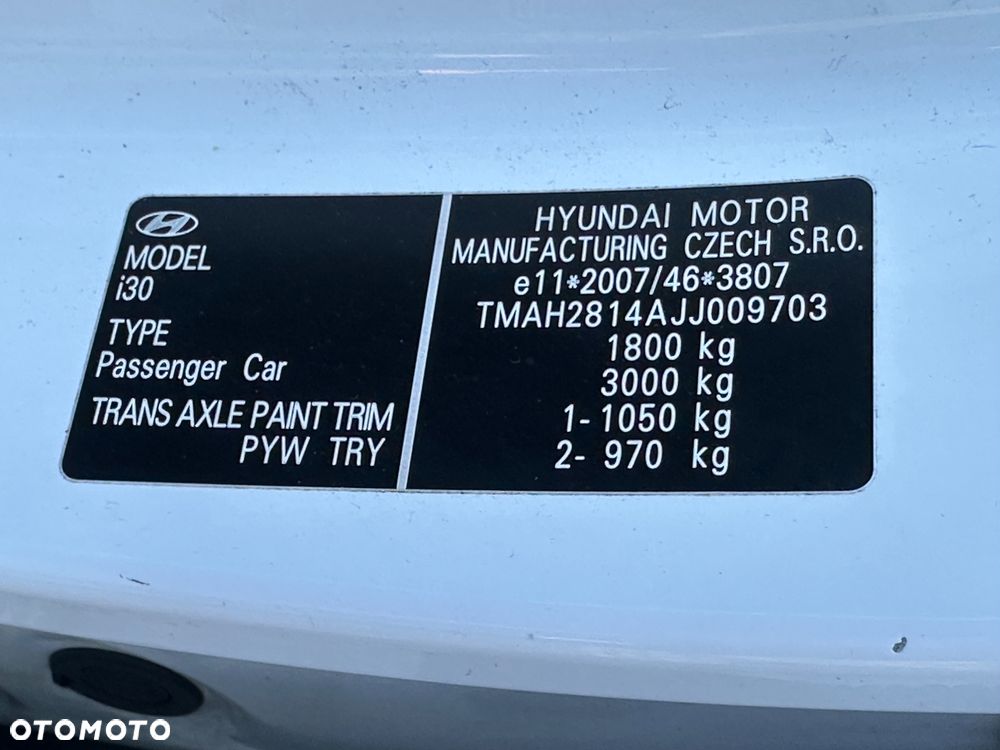 MODEL
i30
TYPE
Passenger Car
TRANS AXLE PAINT TRIM
PYW TRY
HYUNDAI MOTOR
MANUFACTURING CZECH S.R.O.
e11*2007/46*3807
TMAH2814AJJ009703
1800 kg
3000 kg
1- 1050 kg
2- 970 kg
OTOMOTO